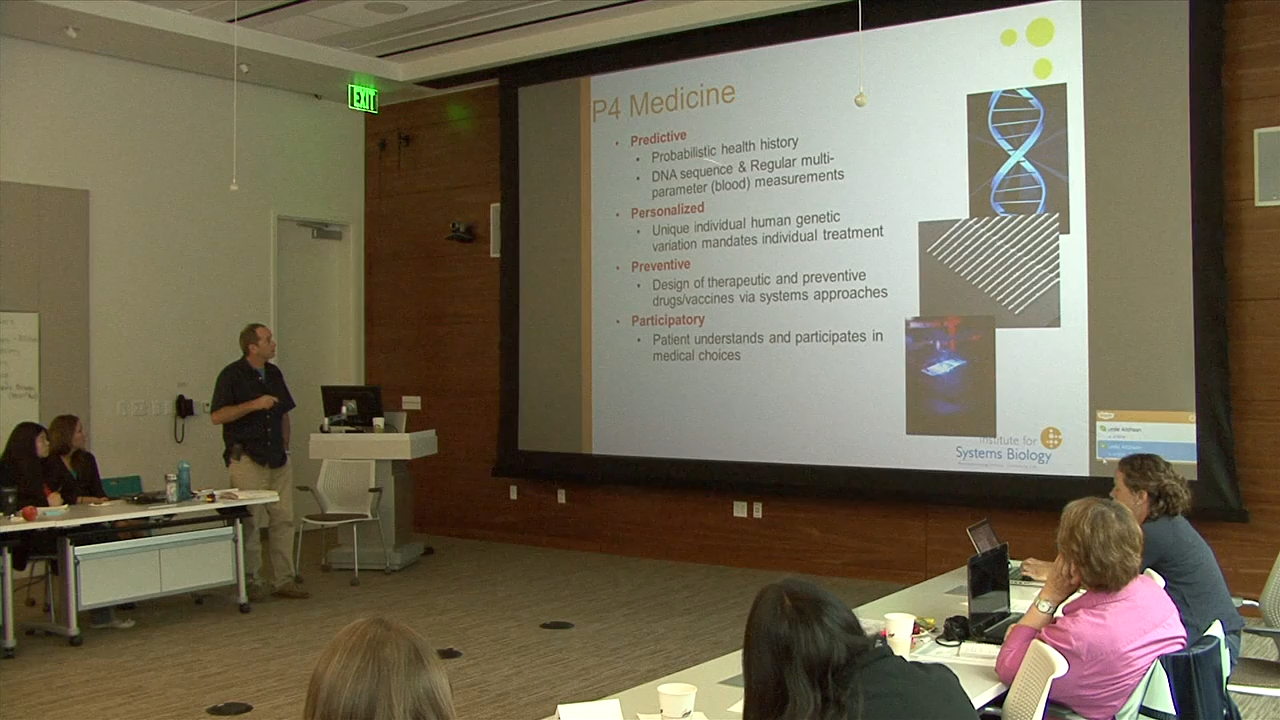 EXIT
P4 Medicine
• Predictive
• Probabilistic health history
• DNA sequence & Regular multi-
parameter (blood) measurements
• Personalized
• Unique individual human genetic
variation mandates individual treatment
• Preventive
• Design of therapeutic and preventive
drugs/vaccines via systems approaches
• Participatory
• Patient understands and participates in
medical choices
Institute for
Systems Biology